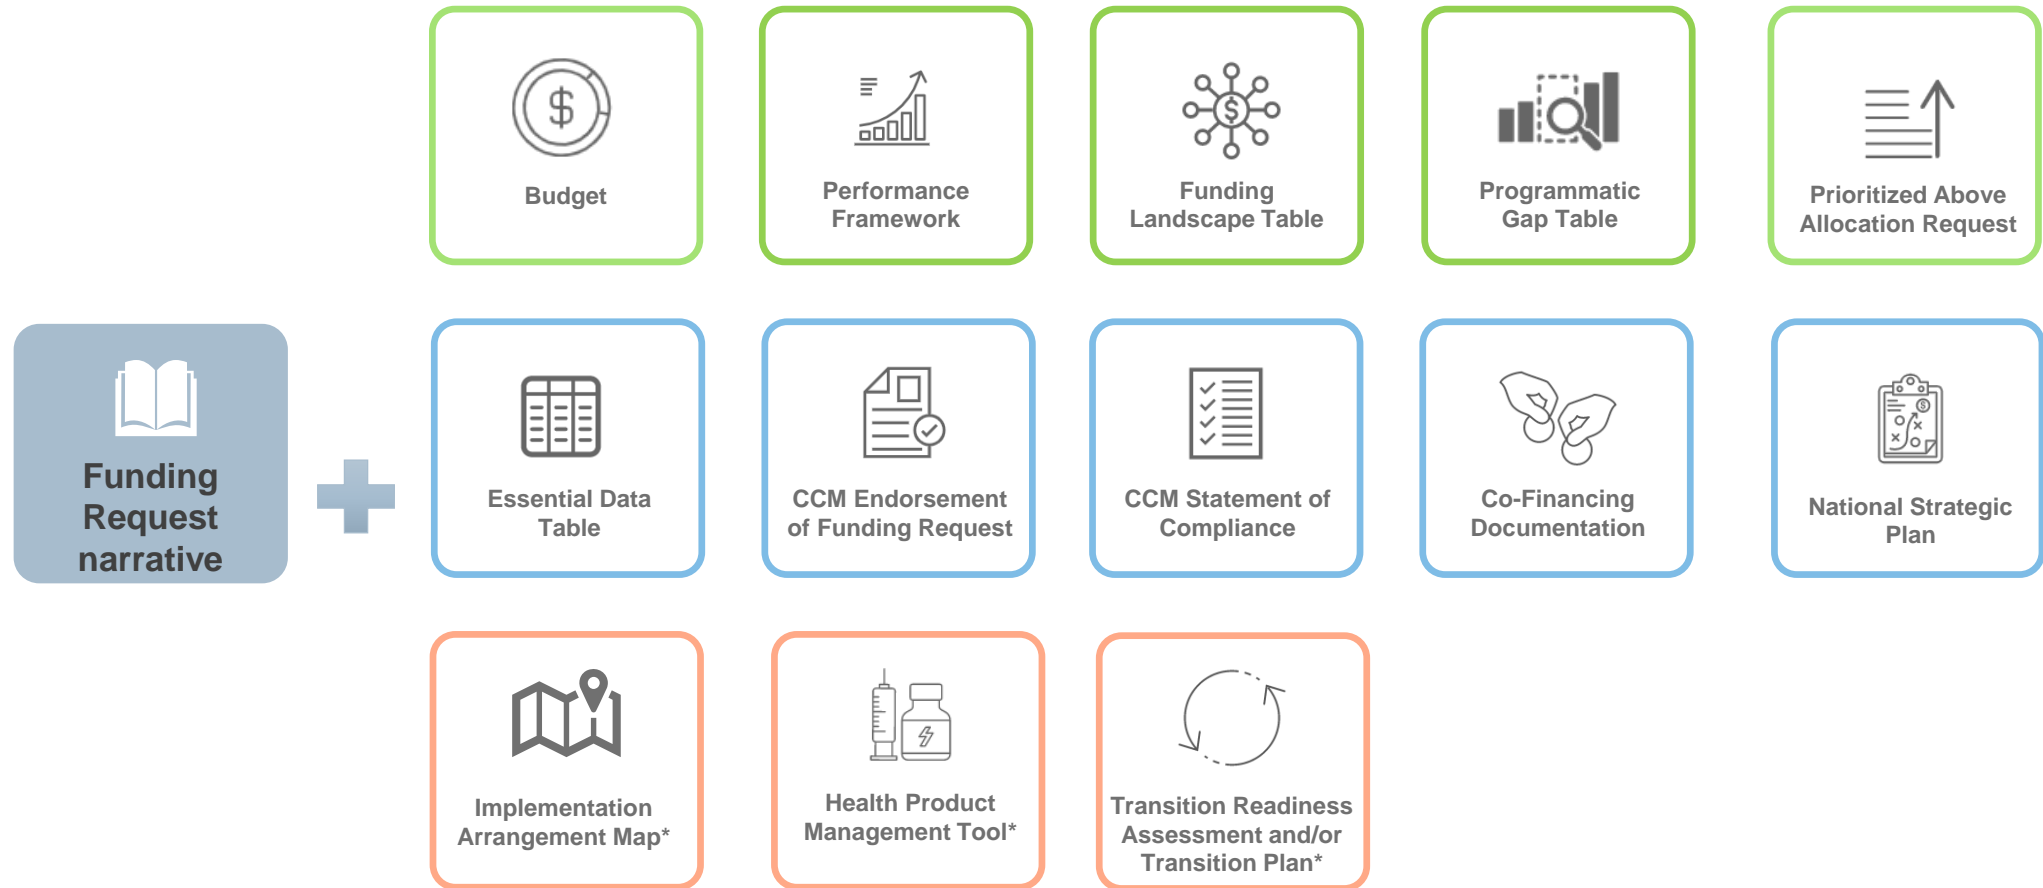 Budget
Performance
Framework
Funding
Landscape Table
Programmatic
Gap Table
Prioritized Above
Allocation Request
Funding
Request
narrative
Essential Data
Table
CCM Endorsement
of Funding Request
CCM Statement of
Compliance
Co-Financing
Documentation
National Strategic
Plan
Implementation
Arrangement Map*
Health Product
Management Tool*
Transition Readiness
Assessment and/or
Transition Plan*